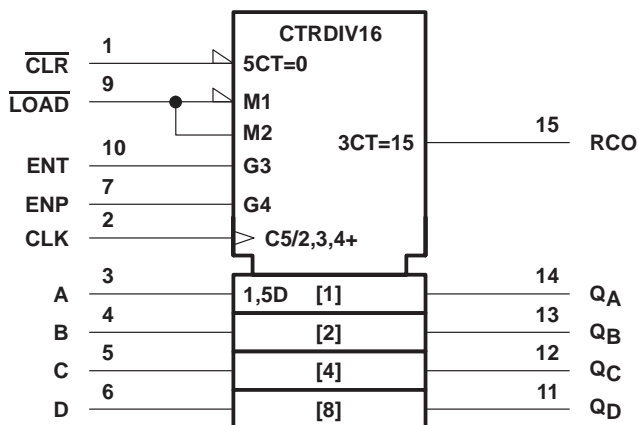 CTRDIV16
CLR 1 5CT=0
LOAD 9 M1
M2
3CT=15 15 RCO
ENT 10 G3
ENP 7 G4
CLK 2 C5/2,3,4+
A 3 1,5D [1] 14 QA
B 4 [2] 13 QB
C 5 [4] 12 QC
D 6 [8] 11 QD